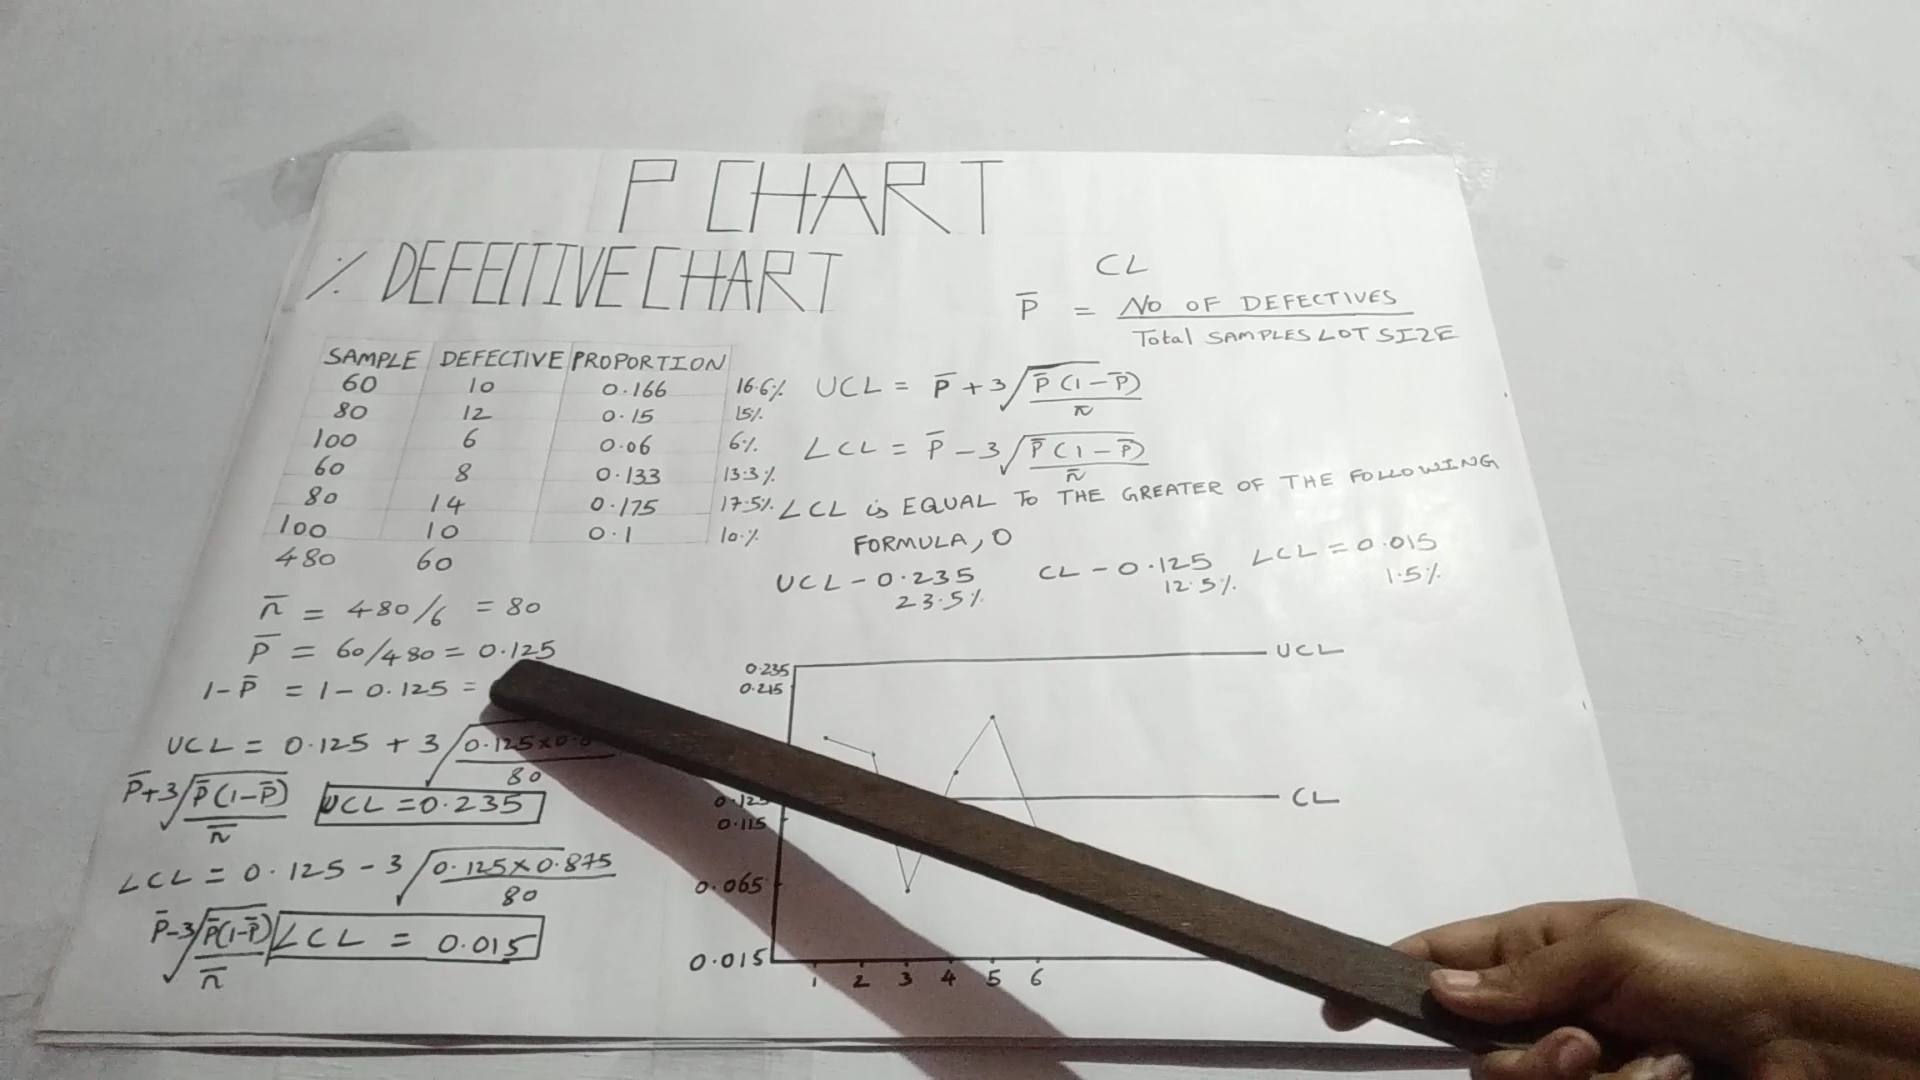 P CHART
% DEFECTIVE CHART
CL
P̄ = NO OF DEFECTIVES / Total SAMPLES LOT SIZE
SAMPLE DEFECTIVE PROPORTION
60 10 0.166 16.6%
80 12 0.15 15%
100 6 0.06 6%
60 8 0.133 13.3%
80 14 0.175 17.5%
100 10 0.1 10%
480 60
n̄ = 480/6 = 80
P̄ = 60/480 = 0.125
1-P̄ = 1 - 0.125 =
UCL = 0.125 + 3√0.125×0.8 / 80
P̄+3√P̄(1-P̄) / n̄
UCL = 0.235
LCL = 0.125 - 3√0.125×0.875 / 80
P̄-3√P̄(1-P̄) / n̄
LCL = 0.015
UCL = P̄ + 3√P̄(1-P̄) / n̄
LCL = P̄ - 3√P̄(1-P̄) / n̄
LCL is EQUAL TO THE GREATER OF THE FOLLOWING
FORMULA, 0
UCL - 0.235 CL - 0.125 LCL = 0.015
23.5% 12.5% 1.5%
0.235 UCL
0.215
0.125 CL
0.115
0.065
0.015
1 2 3 4 5 6